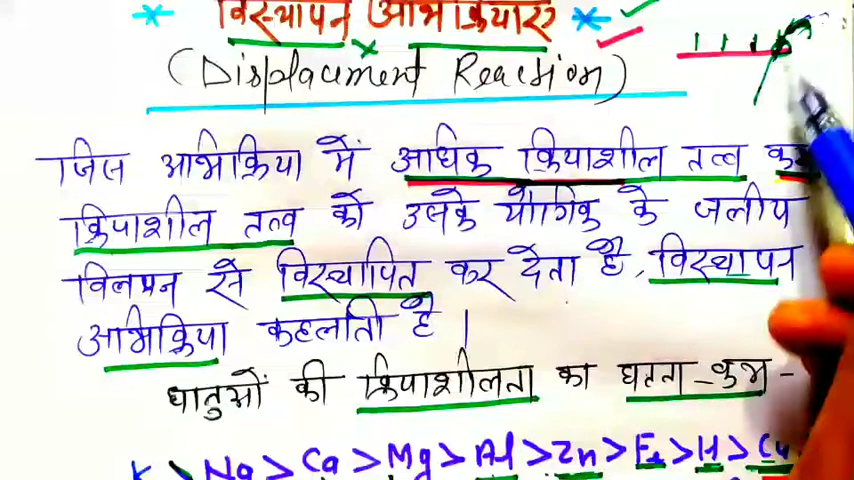 विस्थापन अभिक्रियाएं
(Displacement Reaction)
जिस अभिक्रिया में अधिक क्रियाशील तत्व कम
क्रियाशील तत्व को उसके यौगिक के जलीय
विलयन से विस्थापित कर देता है, विस्थापन
अभिक्रिया कहलाती है।
धातुओं की क्रियाशीलता का घटता-क्रम-
K > Na > Ca > Mg > Al > Zn > Fe > H > Cu